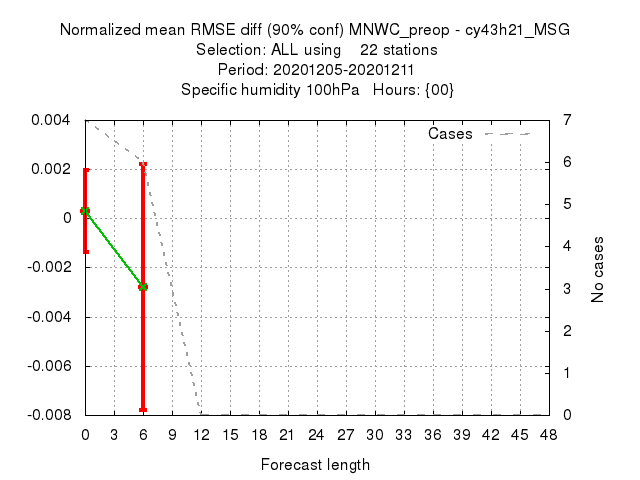 Normalized mean RMSE diff (90% conf) MNWC_preop - cy43h21_MSG
Selection: ALL using    22 stations
Period: 20201205-20201211
Specific humidity 100hPa   Hours: {00}
Cases
0.004
0.002
0
-0.002
-0.004
-0.006
-0.008
7
6
5
4
3
2
1
0
No cases
0 3 6 9 12 15 18 21 24 27 30 33 36 39 42 45 48
Forecast length